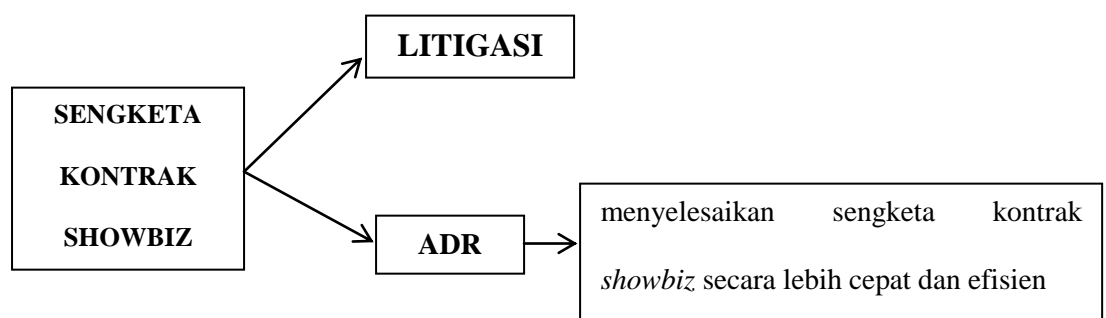 LITIGASI
SENGKETA
KONTRAK
SHOWBIZ
ADR
menyelesaikan sengketa kontrak
showbiz secara lebih cepat dan efisien